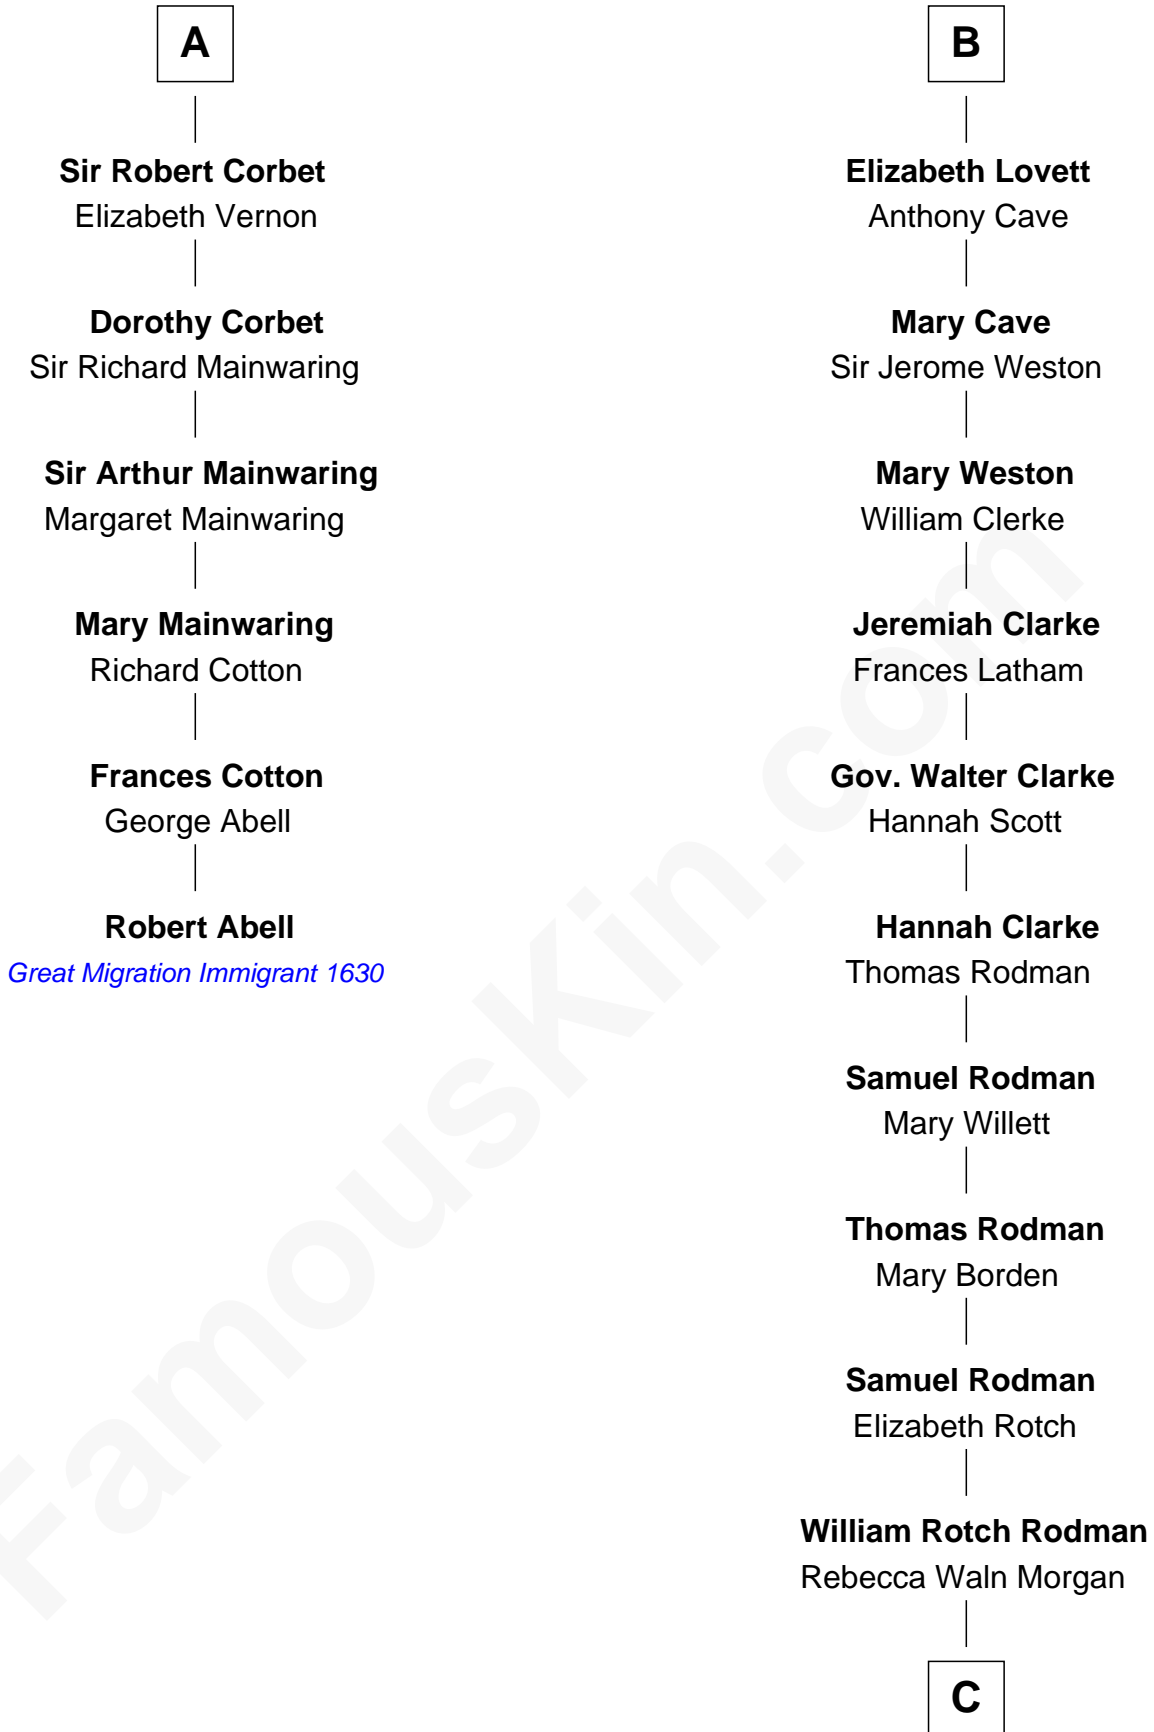 A
Sir Robert Corbet
Elizabeth Vernon
Dorothy Corbet
Sir Richard Mainwaring
Sir Arthur Mainwaring
Margaret Mainwaring
Mary Mainwaring
Richard Cotton
Frances Cotton
George Abell
Robert Abell
Great Migration Immigrant 1630
B
Elizabeth Lovett
Anthony Cave
Mary Cave
Sir Jerome Weston
Mary Weston
William Clerke
Jeremiah Clarke
Frances Latham
Gov. Walter Clarke
Hannah Scott
Hannah Clarke
Thomas Rodman
Samuel Rodman
Mary Willett
Thomas Rodman
Mary Borden
Samuel Rodman
Elizabeth Rotch
William Rotch Rodman
Rebecca Waln Morgan
C
FamousKin.com